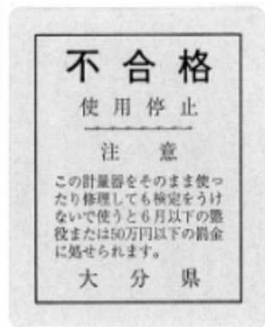 不合格
使用停止
注意
この計量器をそのまま使っ
たり修理しても検定をうけ
ないで使うと6月以下の懲
役または50万円以下の罰金
に処せられます。
大分県